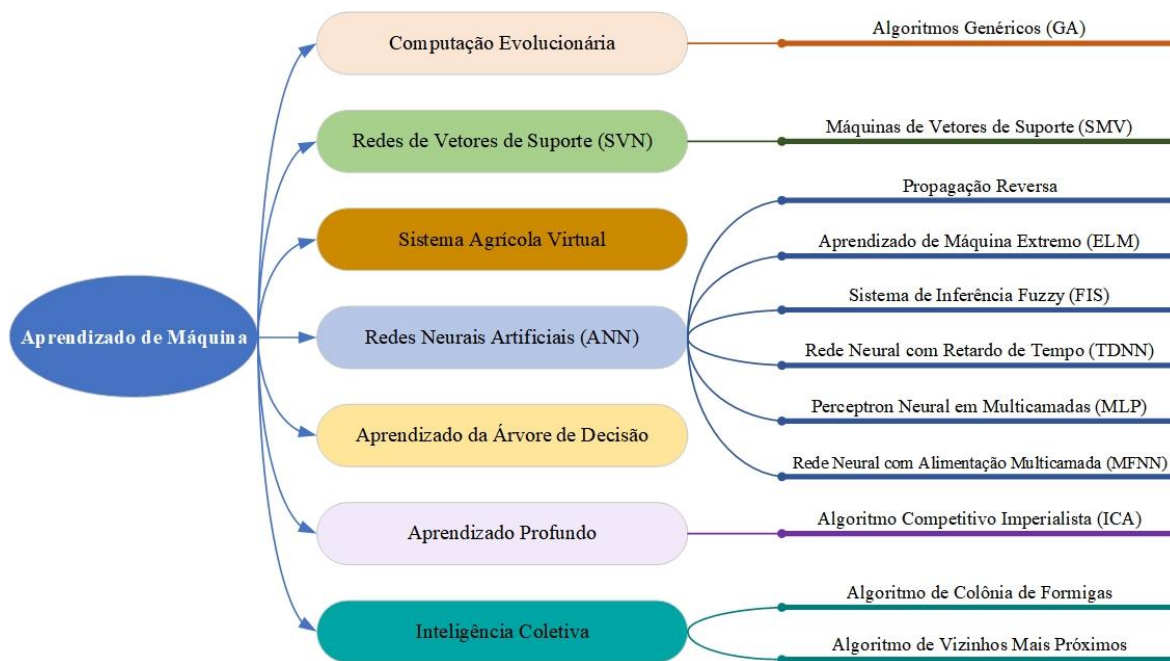 Aprendizado de Máquina
Computação Evolucionária
Algoritmos Genéricos (GA)
Redes de Vetores de Suporte (SVN)
Máquinas de Vetores de Suporte (SMV)
Sistema Agrícola Virtual
Redes Neurais Artificiais (ANN)
Propagação Reversa
Aprendizado de Máquina Extremo (ELM)
Sistema de Inferência Fuzzy (FIS)
Rede Neural com Retardo de Tempo (TDNN)
Perceptron Neural em Multicamadas (MLP)
Rede Neural com Alimentação Multicamada (MFNN)
Aprendizado da Árvore de Decisão
Aprendizado Profundo
Algoritmo Competitivo Imperialista (ICA)
Inteligência Coletiva
Algoritmo de Colônia de Formigas
Algoritmo de Vizinhos Mais Próximos